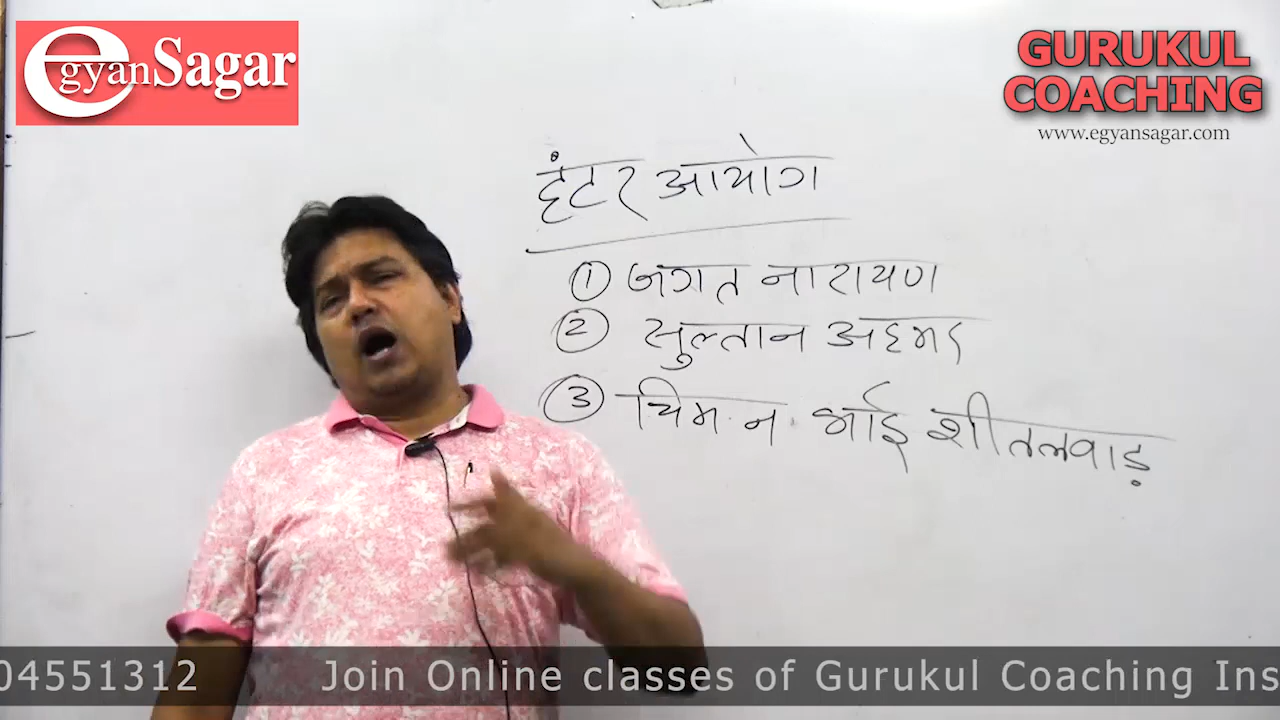 egyanSagar
GURUKUL
COACHING
www.egyansagar.com
हंटर आयोग
① जगत नारायण
② सुल्तान अहमद
③ चिमन भाई शीतलवाड़
04551312 Join Online classes of Gurukul Coaching Ins